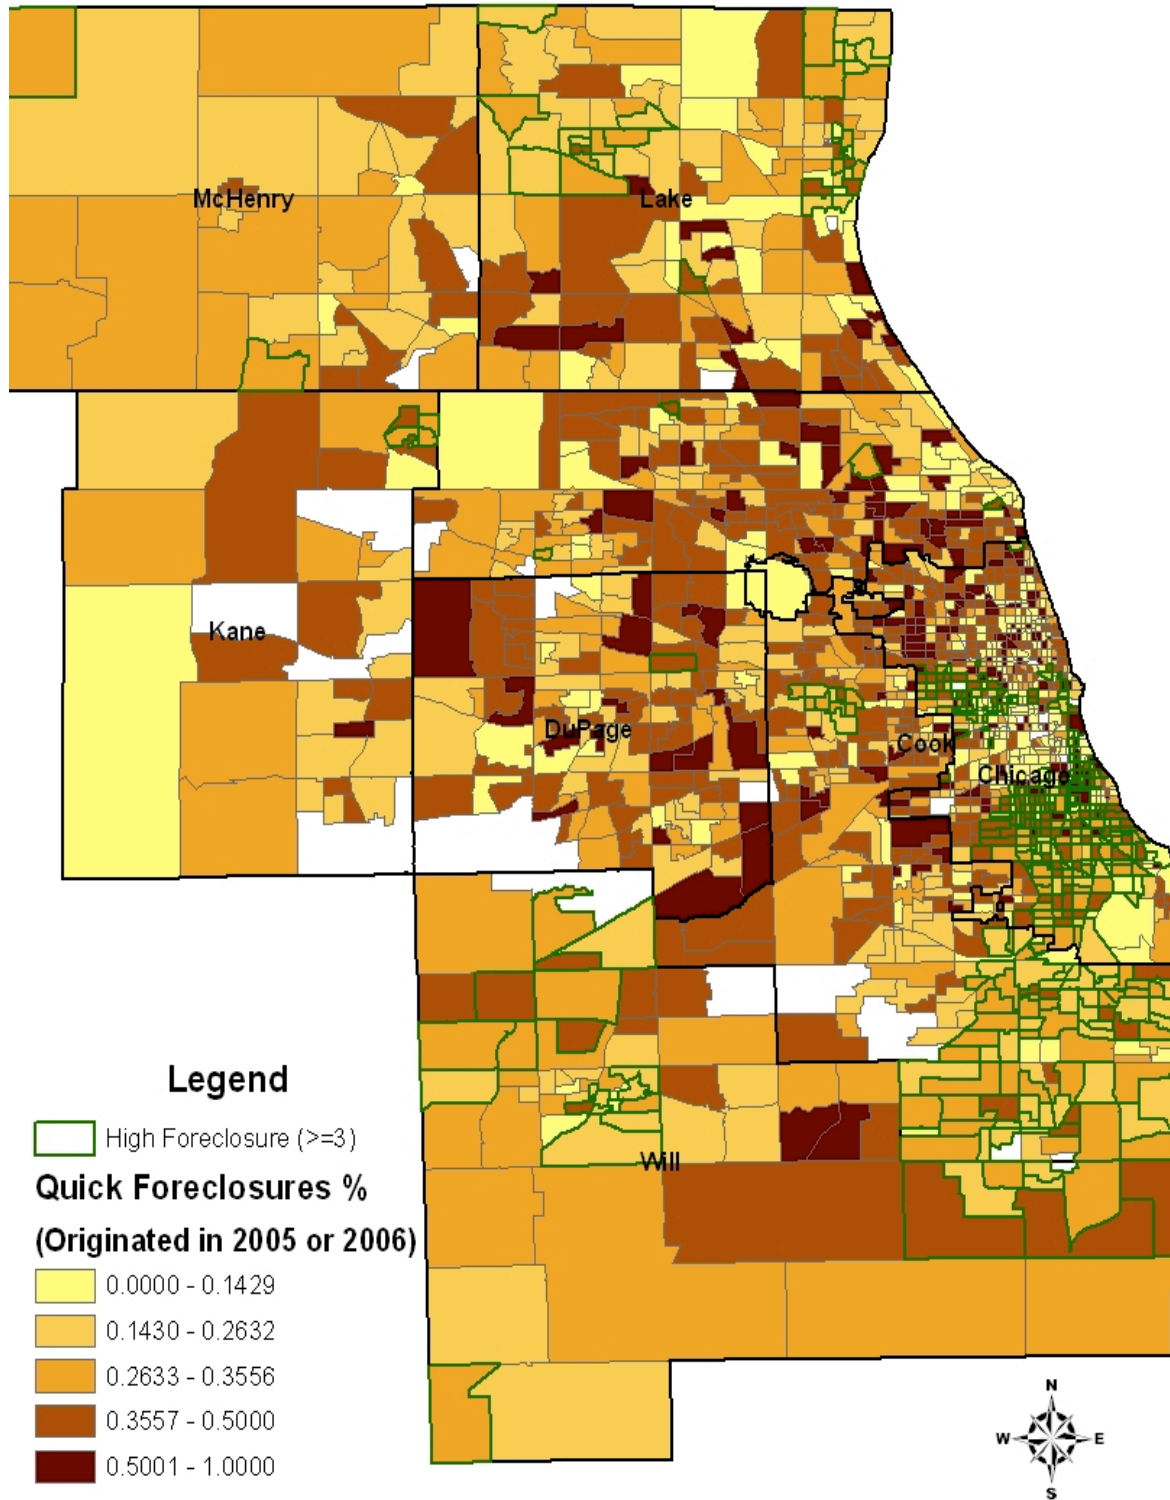 McHenry
Lake
Kane
DuPage
Cook
Chicago
Will
Legend
High Foreclosure (>=3)
Quick Foreclosures %
(Originated in 2005 or 2006)
0.0000 - 0.1429
0.1430 - 0.2632
0.2633 - 0.3556
0.3557 - 0.5000
0.5001 - 1.0000
N
W E
S